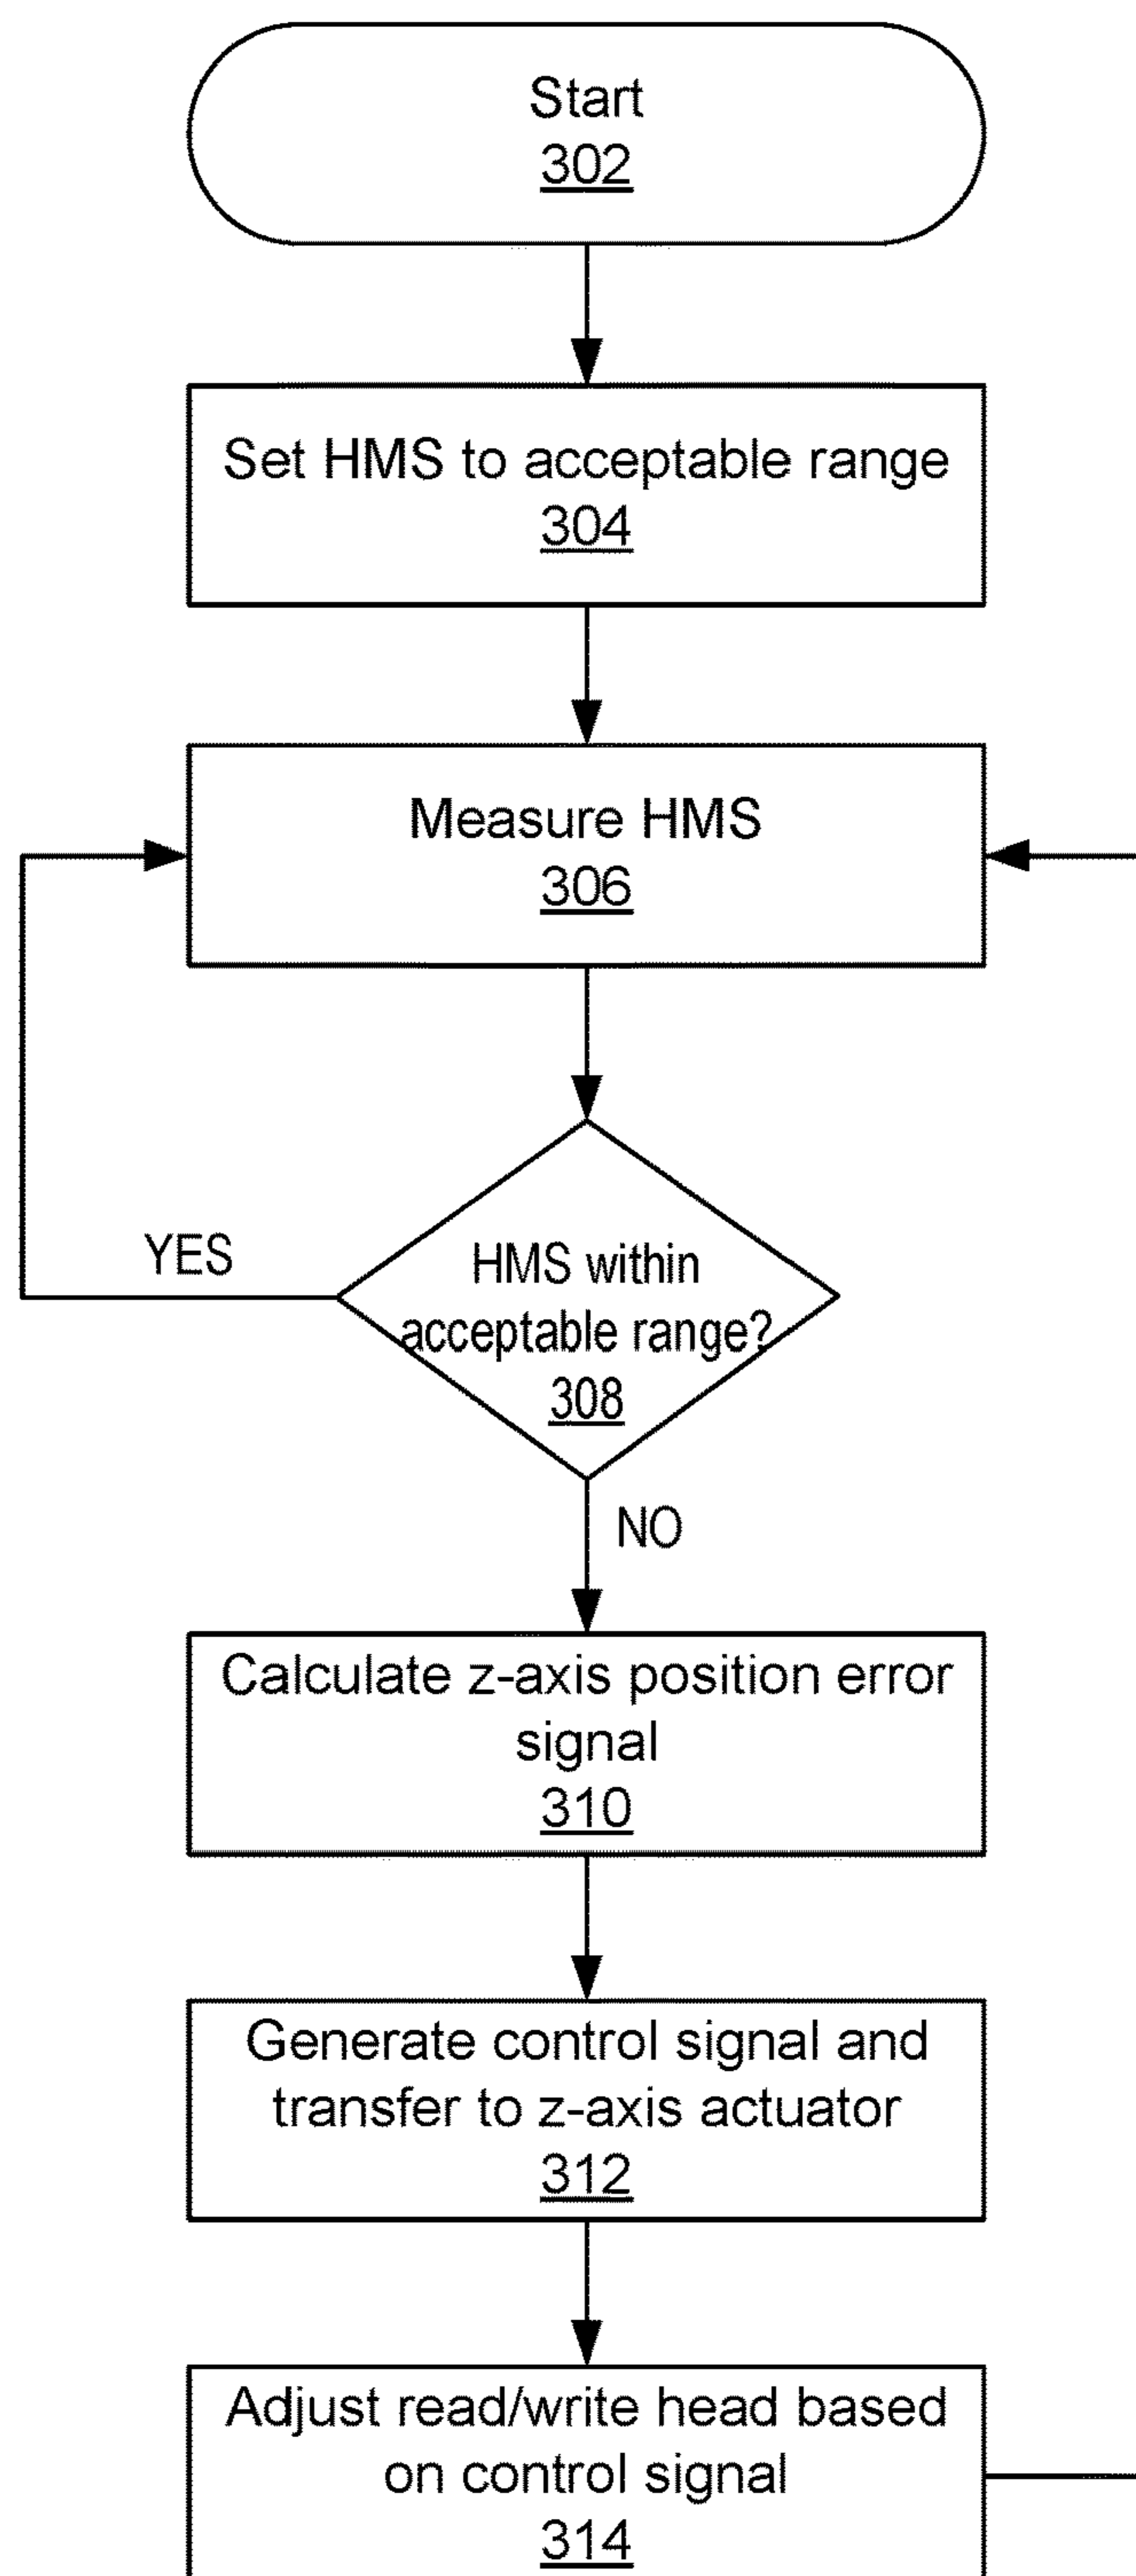 Start
302
Set HMS to acceptable range
304
Measure HMS
306
YES
HMS within
acceptable range?
308
NO
Calculate z-axis position error
signal
310
Generate control signal and
transfer to z-axis actuator
312
Adjust read/write head based
on control signal
314